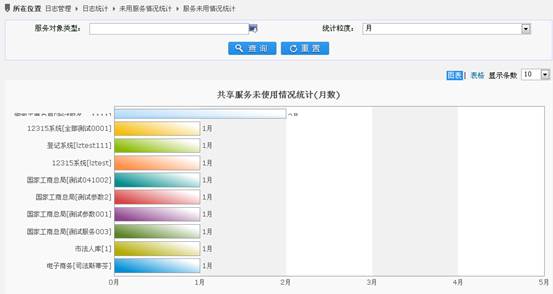 所在位置 日志管理 ▸ 日志统计 ▸ 未用服务情况统计 ▸ 服务未用情况统计
服务对象类型： 统计粒度： 月
查 询 重 置
图表 | 表格 显示条数 10
共享服务未使用情况统计(月数)
2月
12315系统[全部测试0001] 1月
登记系统[lztest111] 1月
12315系统[lztest] 1月
国家工商总局[测试041002] 1月
国家工商总局[测试参数2] 1月
国家工商总局[测试参数001] 1月
国家工商总局[测试服务003] 1月
市法人库[1] 1月
电子商务[司法斯蒂芬] 1月
0月 1月 2月 3月 4月 5月